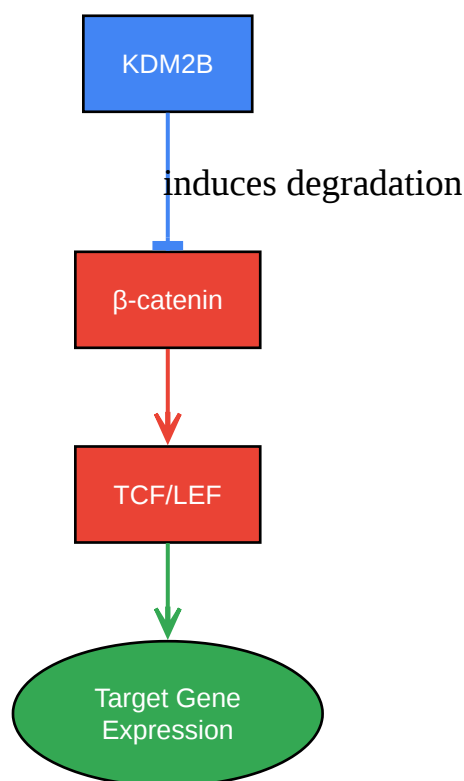 KDM2B
induces degradation
β-catenin
TCF/LEF
Target Gene
Expression